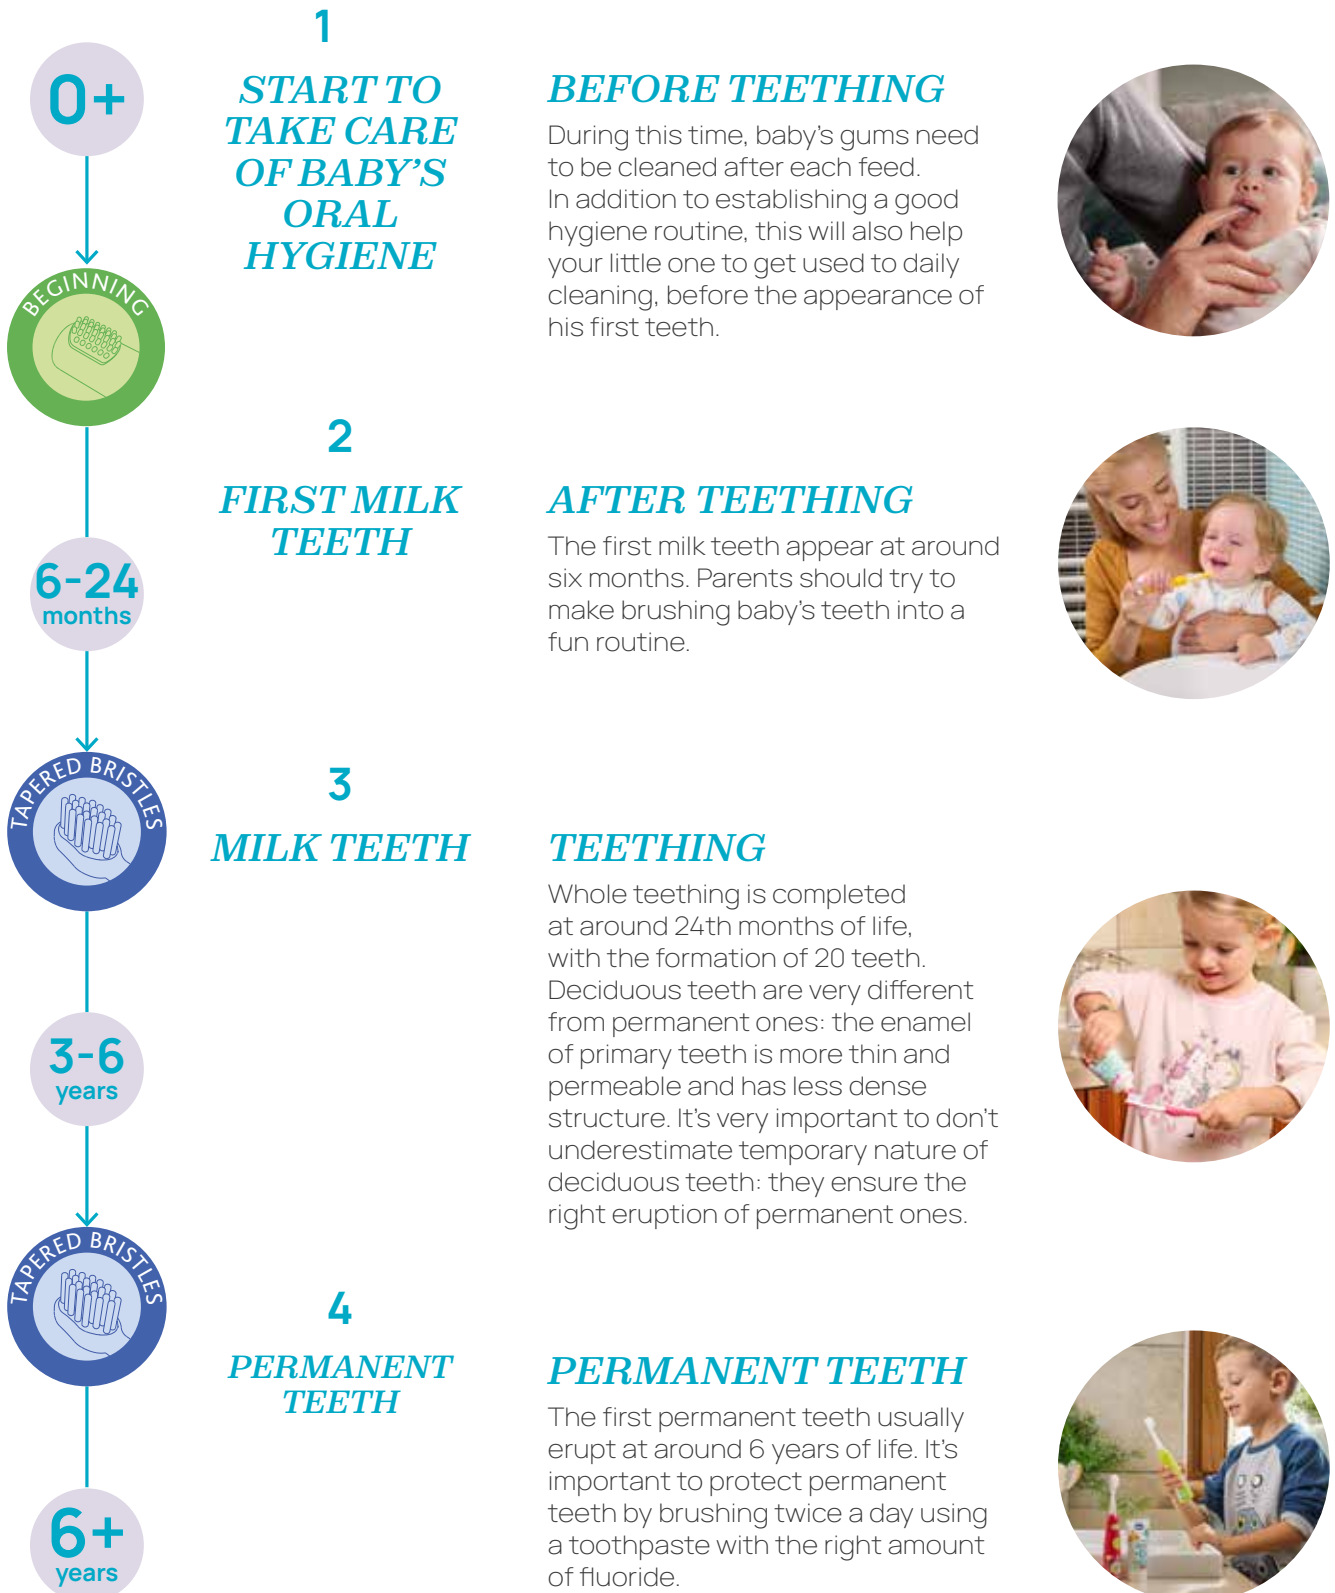 0+
1
START TO
TAKE CARE
OF BABY'S
ORAL
HYGIENE
BEFORE TEETHING
During this time, baby's gums need
to be cleaned after each feed.
In addition to establishing a good
hygiene routine, this will also help
your little one to get used to daily
cleaning, before the appearance of
his first teeth.
BEGINNING
2
FIRST MILK
TEETH
AFTER TEETHING
The first milk teeth appear at around
six months. Parents should try to
make brushing baby's teeth into a
fun routine.
6-24
months
TAPERED BRISTLES
3
MILK TEETH
TEETHING
Whole teething is completed
at around 24th months of life,
with the formation of 20 teeth.
Deciduous teeth are very different
from permanent ones: the enamel
of primary teeth is more thin and
permeable and has less dense
structure. It's very important to don't
underestimate temporary nature of
deciduous teeth: they ensure the
right eruption of permanent ones.
3-6
years
TAPERED BRISTLES
4
PERMANENT
TEETH
PERMANENT TEETH
The first permanent teeth usually
erupt at around 6 years of life. It's
important to protect permanent
teeth by brushing twice a day using
a toothpaste with the right amount
of fluoride.
6+
years